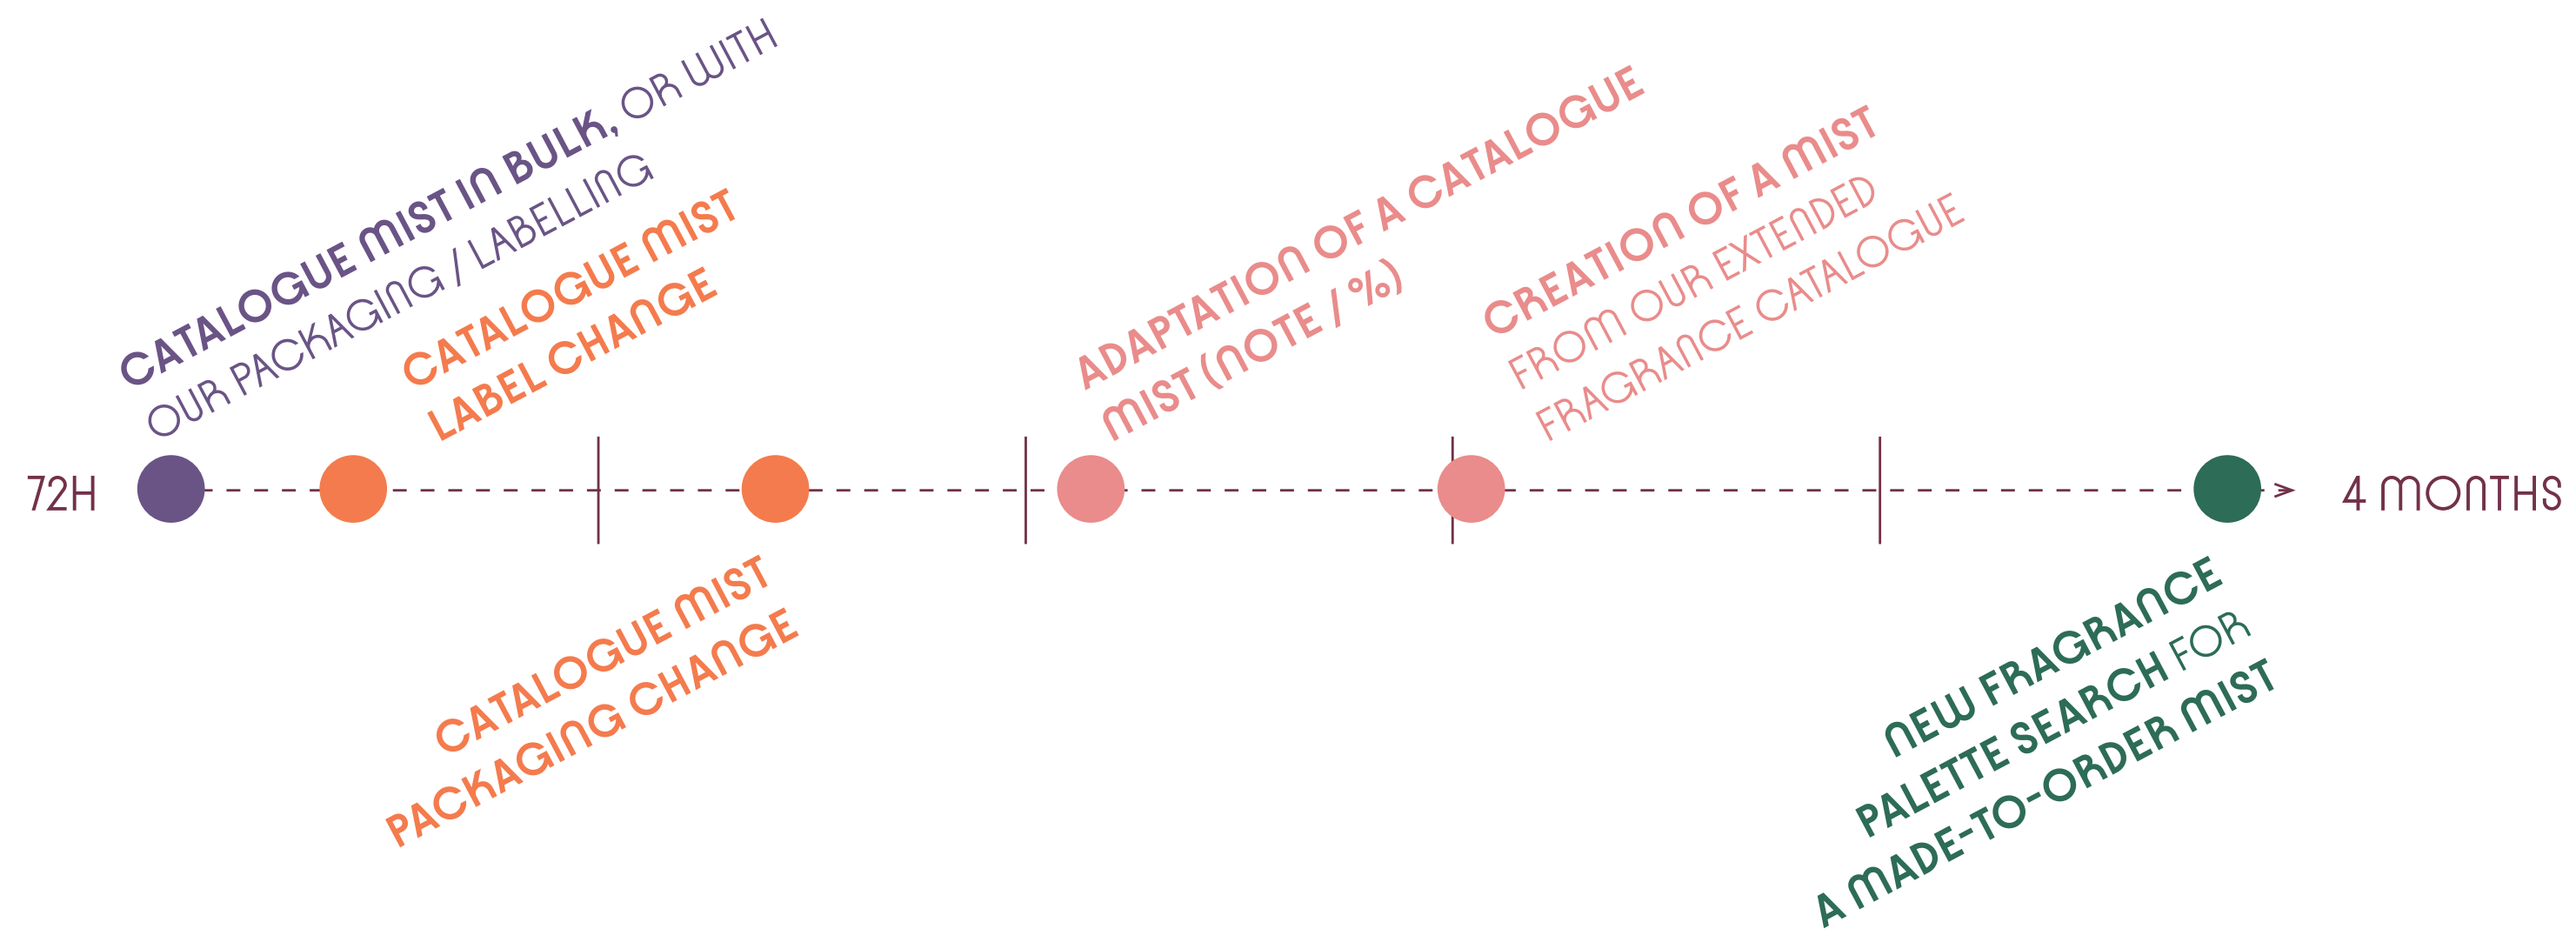 72H
CATALOGUE MIST IN BULK, OR WITH
OUR PACKAGING / LABELLING
CATALOGUE MIST
LABEL CHANGE
CATALOGUE MIST
PACKAGING CHANGE
ADAPTATION OF A CATALOGUE
MIST (NOTE / %)
CREATION OF A MIST
FROM OUR EXTENDED
FRAGRANCE CATALOGUE
NEW FRAGRANCE
PALETTE SEARCH FOR
A MADE-TO-ORDER MIST
4 MONTHS